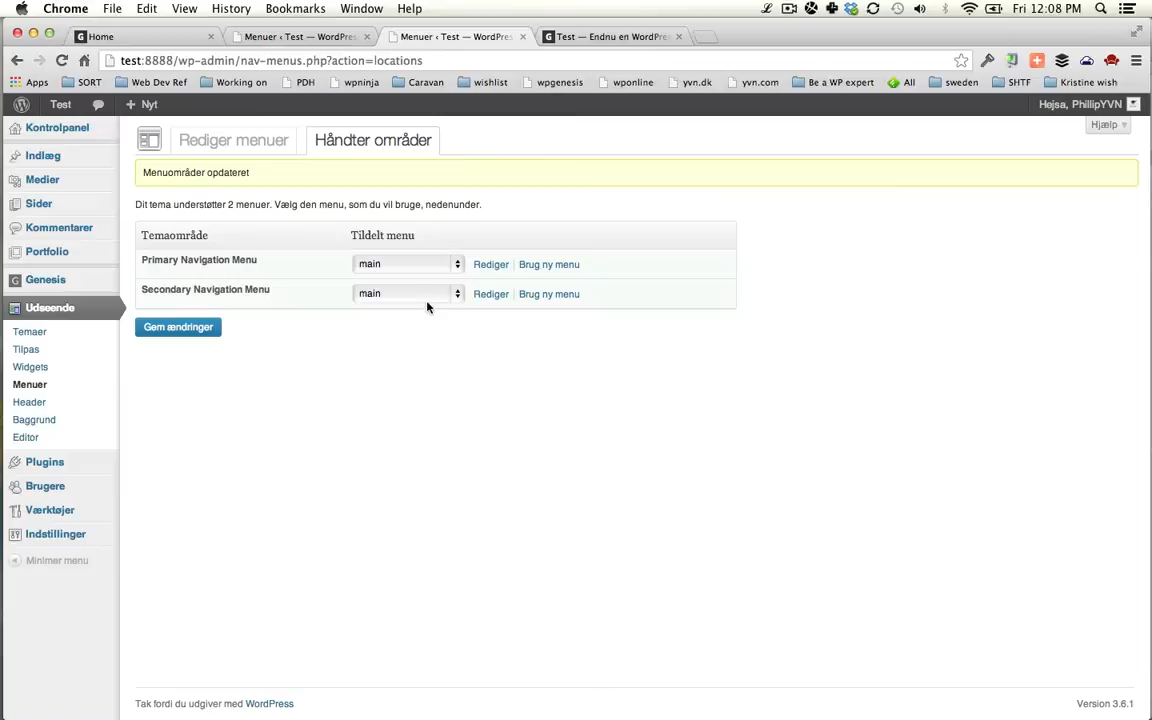 Chrome File Edit View History Bookmarks Window Help Fri 12:08 PM
Home Menuer ‹ Test — WordPres Menuer ‹ Test — WordPres Test — Endnu en WordPre
test:8888/wp-admin/nav-menus.php?action=locations
Apps SORT Web Dev Ref Working on PDH wpninja Caravan wishlist wpgenesis wponline yvn.dk yvn.com Be a WP expert All sweden SHTF Kristine wish
Test Nyt Hejsa, PhillipYVN
Hjælp
Kontrolpanel
Indlæg
Medier
Sider
Kommentarer
Portfolio
Genesis
Udseende
Temaer
Tilpas
Widgets
Menuer
Header
Baggrund
Editor
Plugins
Brugere
Værktøjer
Indstillinger
Minimer menu
Rediger menuer Håndter områder
Menuområder opdateret
Dit tema understøtter 2 menuer. Vælg den menu, som du vil bruge, nedenunder.
Temaområde Tildelt menu
Primary Navigation Menu main Rediger | Brug ny menu
Secondary Navigation Menu main Rediger | Brug ny menu
Gem ændringer
Tak fordi du udgiver med WordPress Version 3.6.1